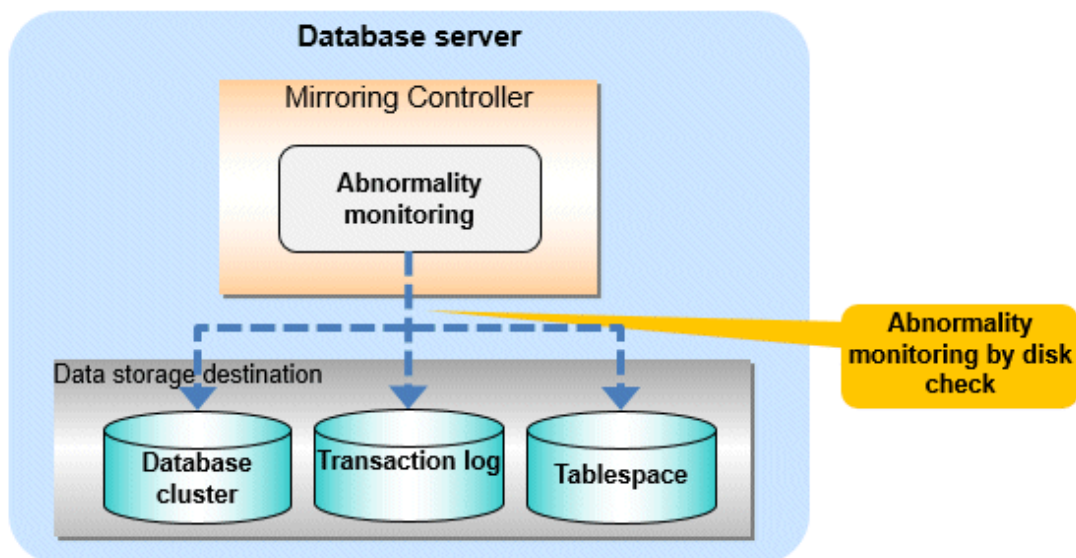 Database server
Mirroring Controller
Abnormality
monitoring
Abnormality
monitoring by disk
check
Data storage destination
Database
cluster
Transaction log
Tablespace